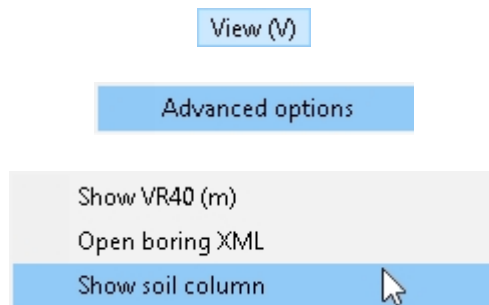 View (V)
Advanced options
Show VR40 (m)
Open boring XML
Show soil column